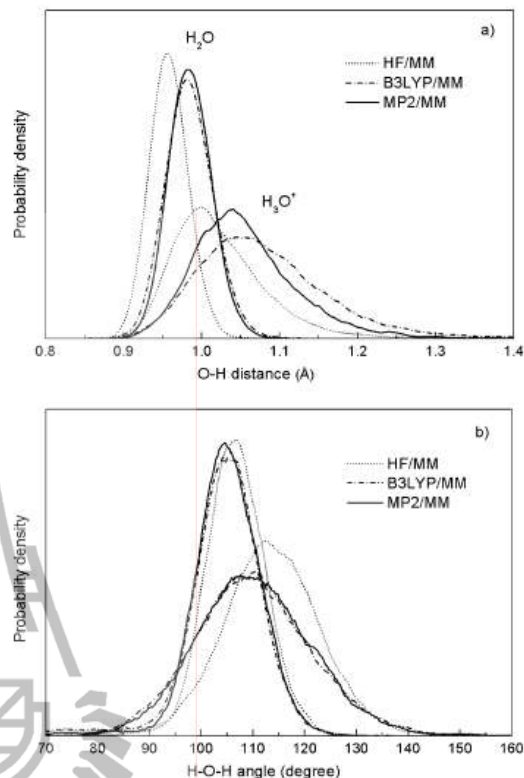 a)
H₂O
HF/MM
B3LYP/MM
MP2/MM
H₃O⁺
Probability density
0.8 0.9 1.0 1.1 1.2 1.3 1.4
O-H distance (Å)
b)
HF/MM
B3LYP/MM
MP2/MM
Probability density
70 80 90 100 110 120 130 140 150 160
H-O-H angle (degree)